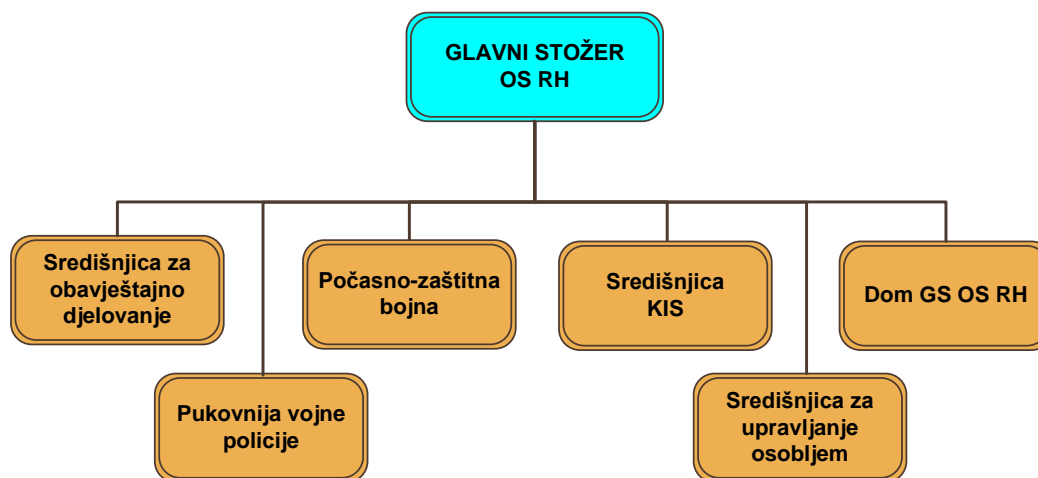 GLAVNI STOŽER
OS RH
Središnjica za
obavještajno
djelovanje
Počasno-zaštitna
bojna
Središnjica
KIS
Dom GS OS RH
Pukovnija vojne
policije
Središnjica za
upravljanje
osobljem